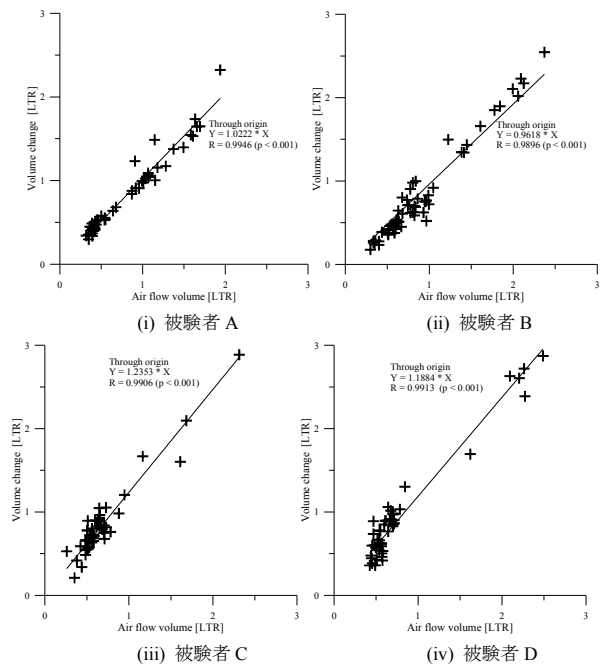 3
2
1
0
Volume change [LTR]
Through origin
Y = 1.0222 * X
R = 0.9946 (p < 0.001)
0 1 2 3
Air flow volume [LTR]
(i) 被験者 A
3
2
1
0
Volume change [LTR]
Through origin
Y = 0.9618 * X
R = 0.9896 (p < 0.001)
0 1 2 3
Air flow volume [LTR]
(ii) 被験者 B
3
2
1
0
Volume change [LTR]
Through origin
Y = 1.2353 * X
R = 0.9906 (p < 0.001)
0 1 2 3
Air flow volume [LTR]
(iii) 被験者 C
3
2
1
0
Volume change [LTR]
Through origin
Y = 1.1884 * X
R = 0.9913 (p < 0.001)
0 1 2 3
Air flow volume [LTR]
(iv) 被験者 D